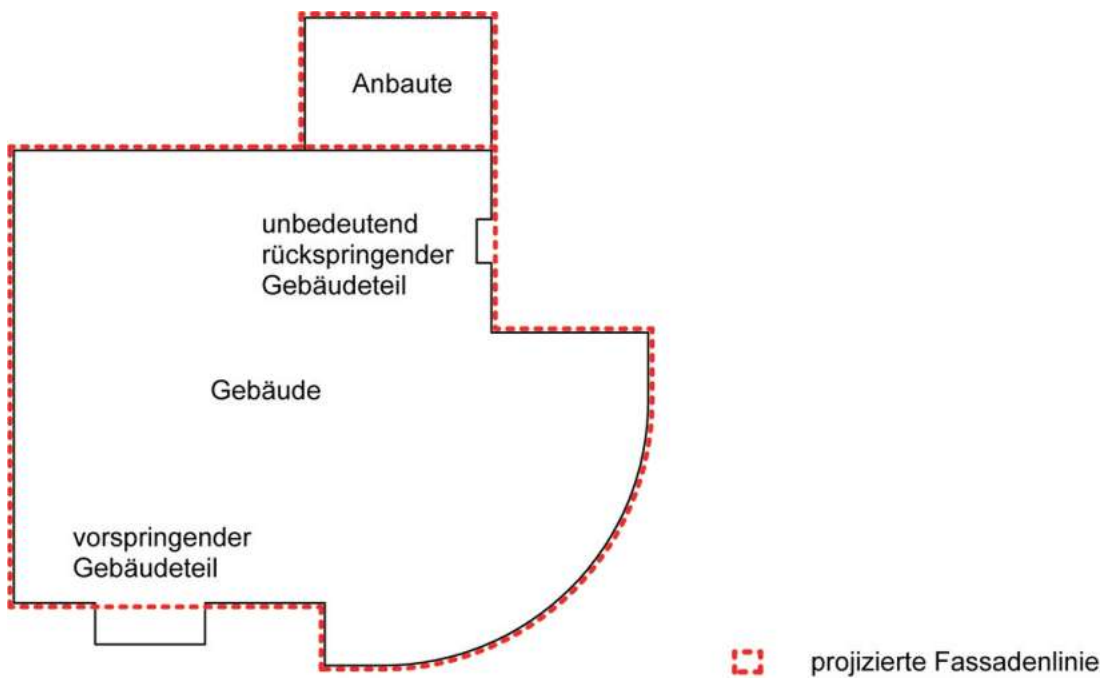 Anbaute
unbedeutend
rückspringender
Gebäudeteil
Gebäude
vorspringender
Gebäudeteil
projizierte Fassadenlinie